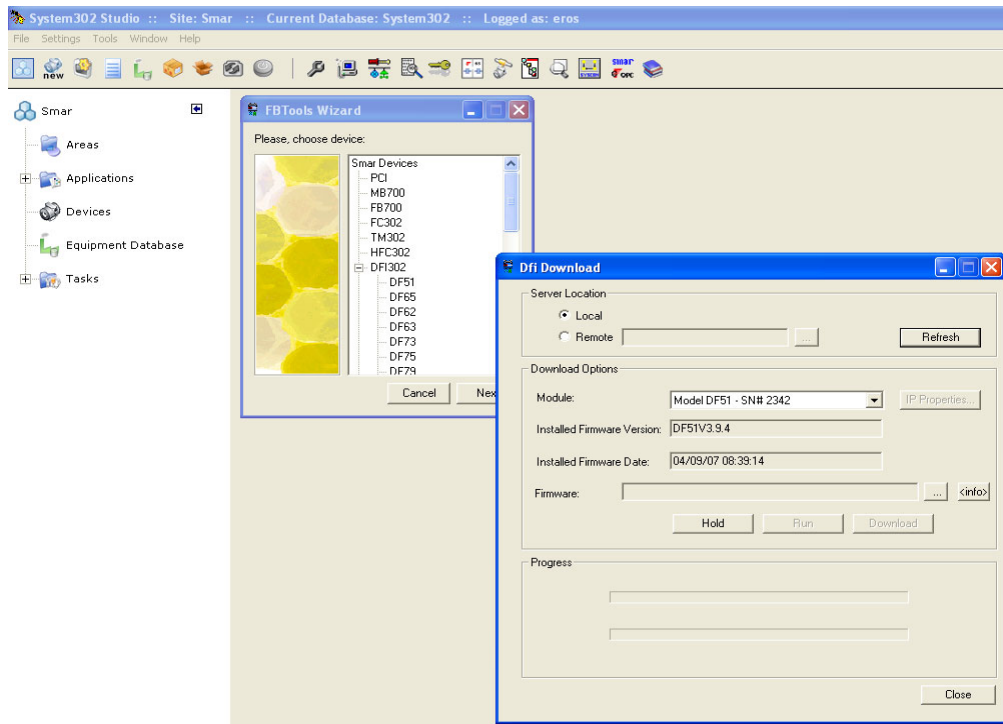 System302 Studio :: Site: Smar :: Current Database: System302 :: Logged as: eros
File Settings Tools Window Help
new
smar
OPC
Smar
Areas
Applications
Devices
Equipment Database
Tasks
FBTools Wizard
Please, choose device:
Smar Devices
PCI
MB700
FB700
FC302
TM302
HFC302
DFI302
DF51
DF65
DF62
DF63
DF73
DF75
DF79
Cancel
Nex
Dfi Download
Server Location
Local
Remote
...
Refresh
Download Options
Module:
Model DF51 - SN# 2342
IP Properties...
Installed Firmware Version:
DF51V3.9.4
Installed Firmware Date:
04/09/07 08:39:14
Firmware:
...
<info>
Hold
Run
Download
Progress
Close